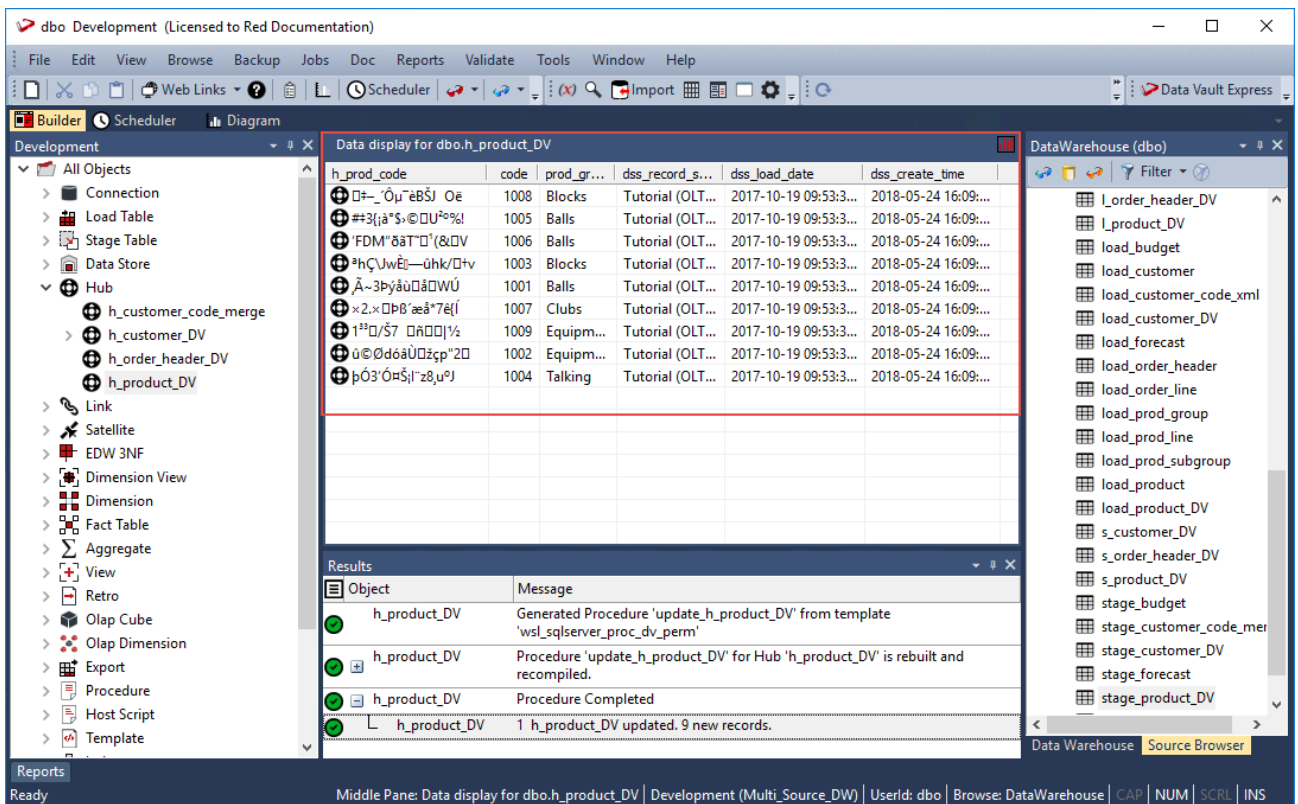 dbo Development (Licensed to Red Documentation)
File Edit View Browse Backup Jobs Doc Reports Validate Tools Window Help
Web Links Scheduler (x) Import Data Vault Express
Builder Scheduler Diagram
Development
All Objects
Connection
Load Table
Stage Table
Data Store
Hub
h_customer_code_merge
h_customer_DV
h_order_header_DV
h_product_DV
Link
Satellite
EDW 3NF
Dimension View
Dimension
Fact Table
Aggregate
View
Retro
Olap Cube
Olap Dimension
Export
Procedure
Host Script
Template
Data display for dbo.h_product_DV
h_prod_code code prod_gr... dss_record_s... dss_load_date dss_create_time
1008 Blocks Tutorial (OLT... 2017-10-19 09:53:3... 2018-05-24 16:09:...
1005 Balls Tutorial (OLT... 2017-10-19 09:53:3... 2018-05-24 16:09:...
1006 Balls Tutorial (OLT... 2017-10-19 09:53:3... 2018-05-24 16:09:...
1003 Blocks Tutorial (OLT... 2017-10-19 09:53:3... 2018-05-24 16:09:...
1001 Balls Tutorial (OLT... 2017-10-19 09:53:3... 2018-05-24 16:09:...
1007 Clubs Tutorial (OLT... 2017-10-19 09:53:3... 2018-05-24 16:09:...
1009 Equipm... Tutorial (OLT... 2017-10-19 09:53:3... 2018-05-24 16:09:...
1002 Equipm... Tutorial (OLT... 2017-10-19 09:53:3... 2018-05-24 16:09:...
1004 Talking Tutorial (OLT... 2017-10-19 09:53:3... 2018-05-24 16:09:...
Results
Object Message
h_product_DV Generated Procedure 'update_h_product_DV' from template
'wsl_sqlserver_proc_dv_perm'
h_product_DV Procedure 'update_h_product_DV' for Hub 'h_product_DV' is rebuilt and
recompiled.
h_product_DV Procedure Completed
h_product_DV 1 h_product_DV updated. 9 new records.
DataWarehouse (dbo)
Filter
l_order_header_DV
l_product_DV
load_budget
load_customer
load_customer_code_xml
load_customer_DV
load_forecast
load_order_header
load_order_line
load_prod_group
load_prod_line
load_prod_subgroup
load_product
load_product_DV
s_customer_DV
s_order_header_DV
s_product_DV
stage_budget
stage_customer_code_mer
stage_customer_DV
stage_forecast
stage_product_DV
Data Warehouse Source Browser
Reports
Ready Middle Pane: Data display for dbo.h_product_DV Development (Multi_Source_DW) UserId: dbo Browse: DataWarehouse CAP NUM SCRL INS